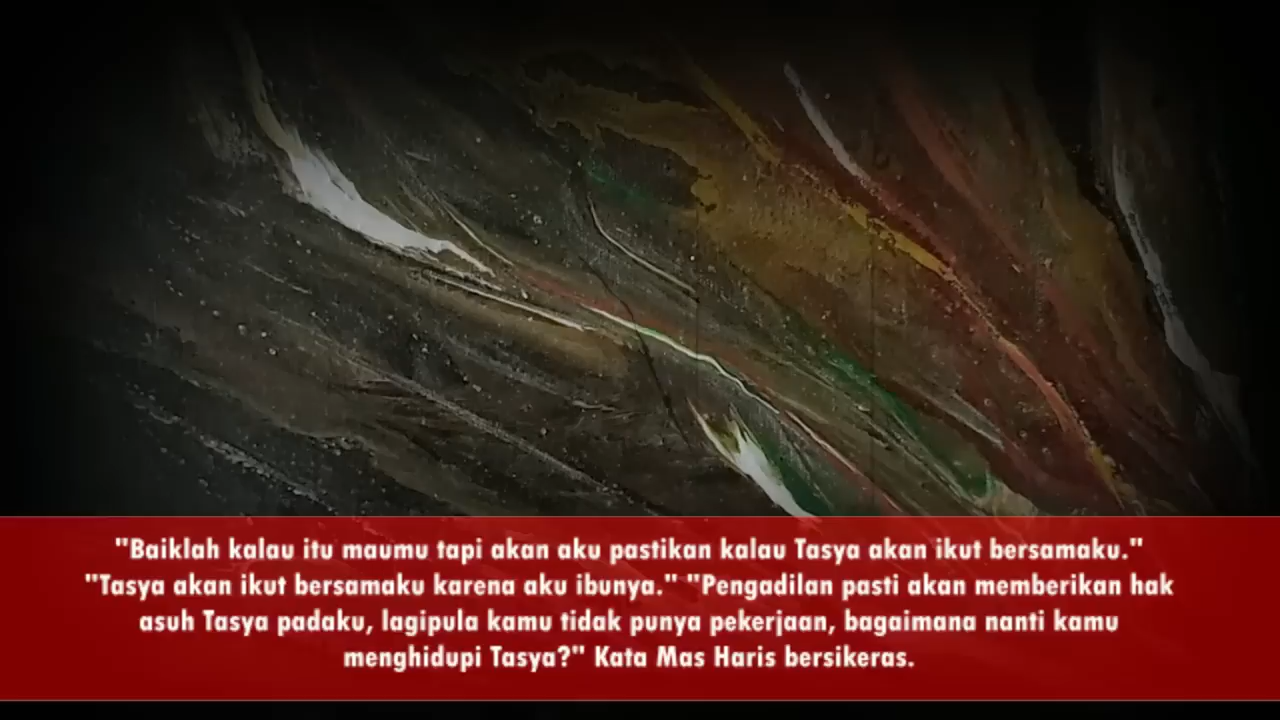 "Baiklah kalau itu maumu tapi akan aku pastikan kalau Tasya akan ikut bersamaku."
"Tasya akan ikut bersamaku karena aku ibunya." "Pengadilan pasti akan memberikan hak
asuh Tasya padaku, lagipula kamu tidak punya pekerjaan, bagaimana nanti kamu
menghidupi Tasya?" Kata Mas Haris bersikeras.